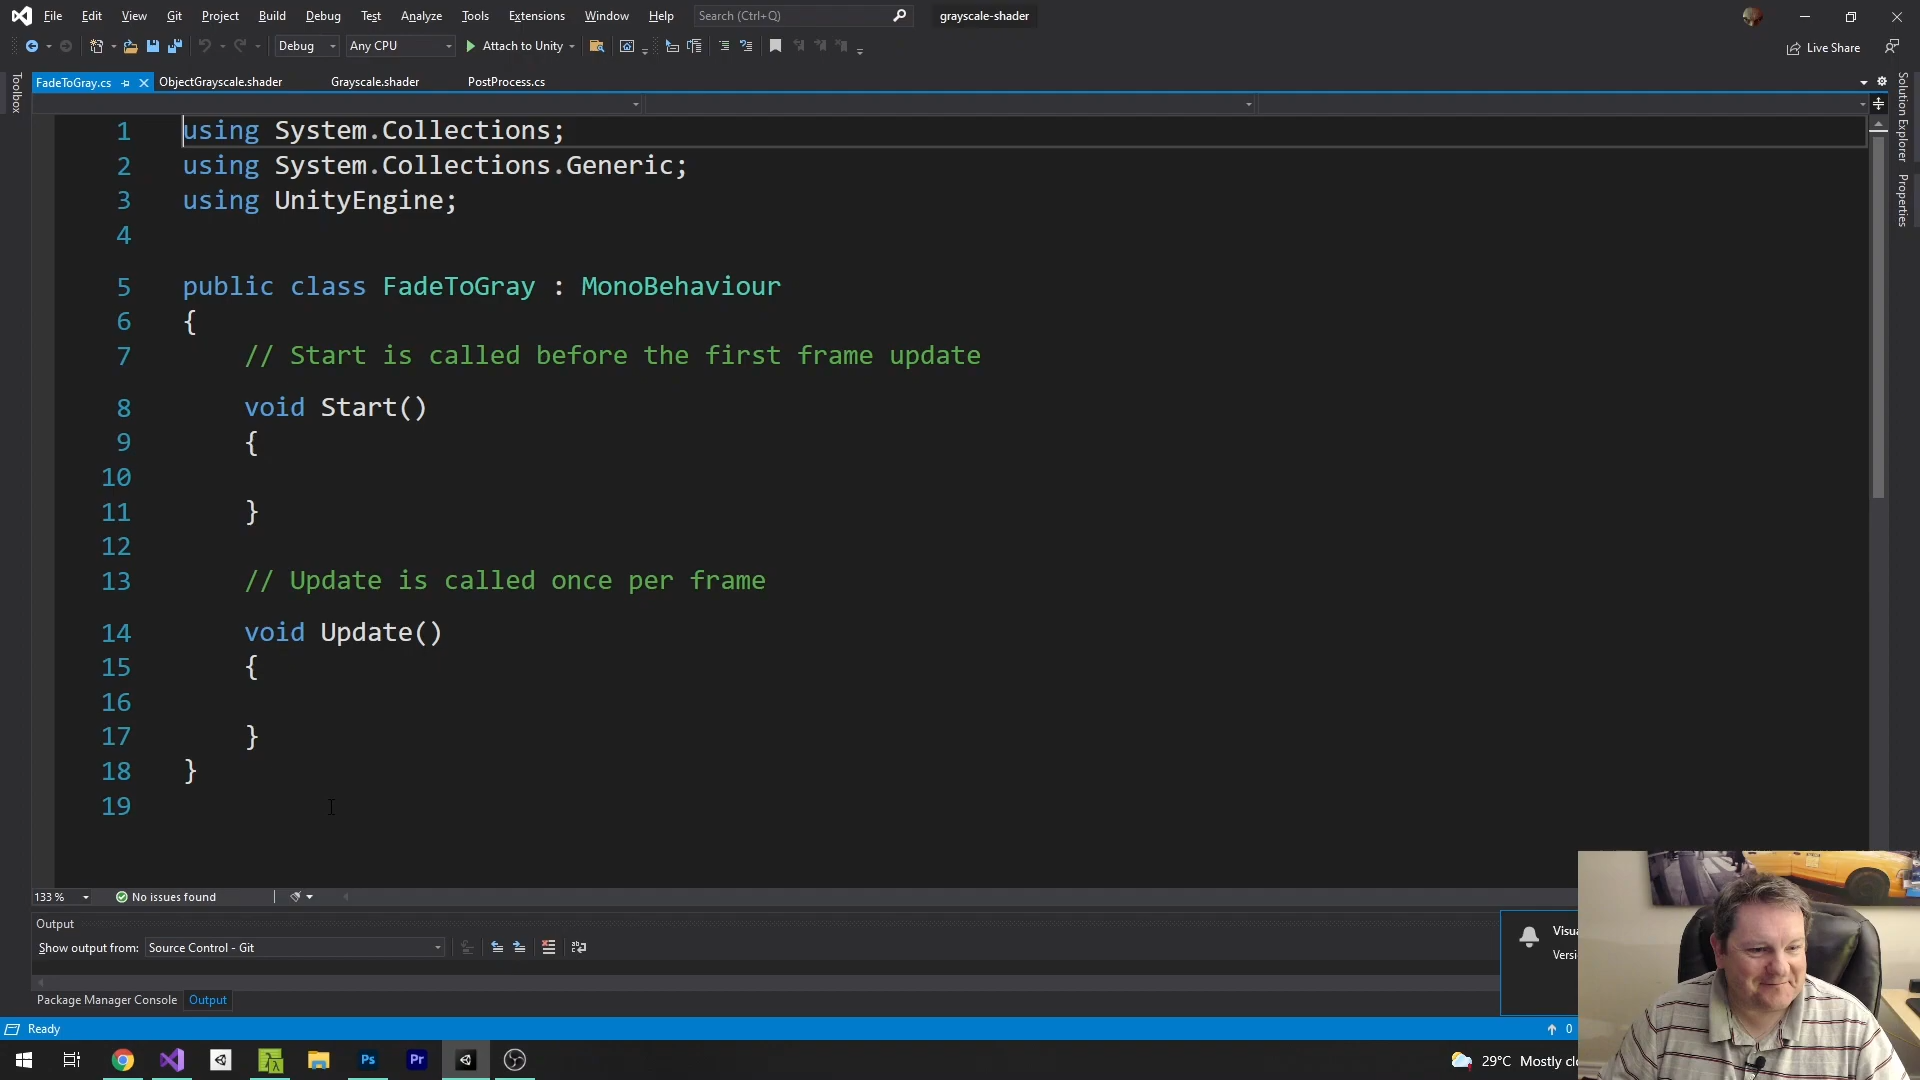 File Edit View Git Project Build Debug Test Analyze Tools Extensions Window Help Search (Ctrl+Q) grayscale-shader
Debug Any CPU Attach to Unity Live Share
FadeToGray.cs ObjectGrayscale.shader Grayscale.shader PostProcess.cs
Toolbox
Solution Explorer
Properties
1 using System.Collections;
2 using System.Collections.Generic;
3 using UnityEngine;
4
5 public class FadeToGray : MonoBehaviour
6 {
7 // Start is called before the first frame update
8 void Start()
9 {
10
11 }
12
13 // Update is called once per frame
14 void Update()
15 {
16
17 }
18 }
19
133 % No issues found
Output
Show output from: Source Control - Git
Visua
Versi
Package Manager Console Output
Ready 0
Ps Pr 29°C Mostly clo